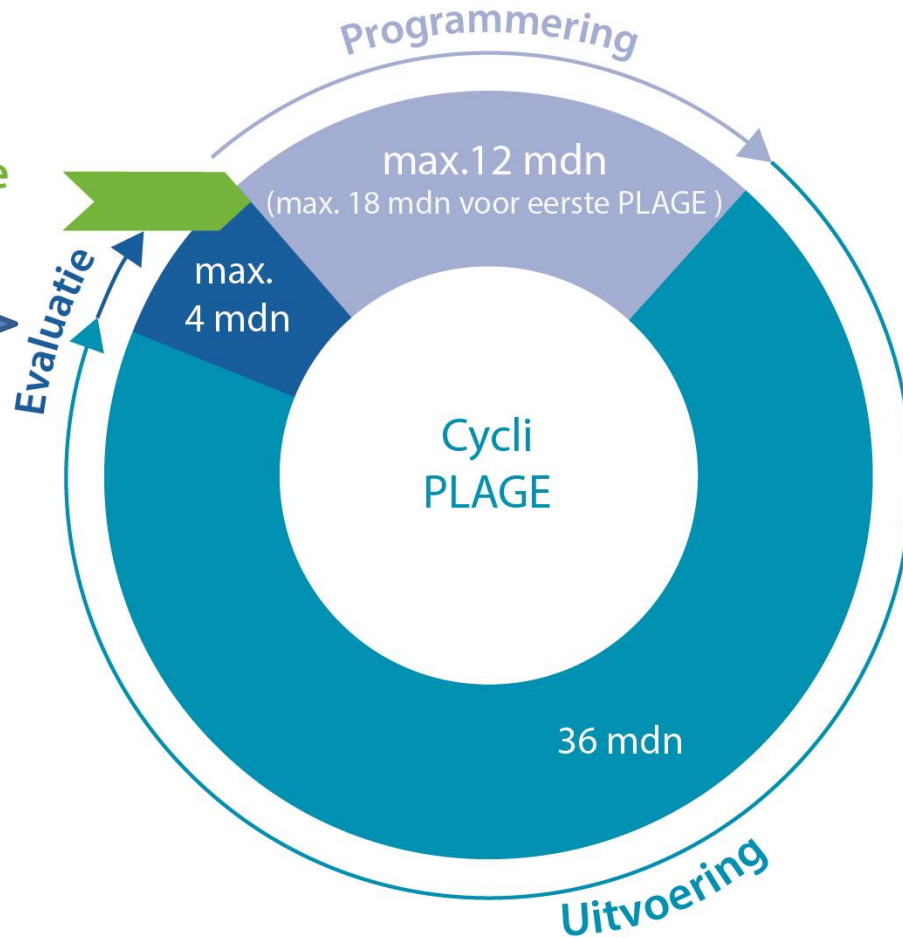 Programmering
max.12 mdn
(max. 18 mdn voor eerste PLAGE )
max.
4 mdn
Evaluatie
Cycli
PLAGE
36 mdn
Uitvoering